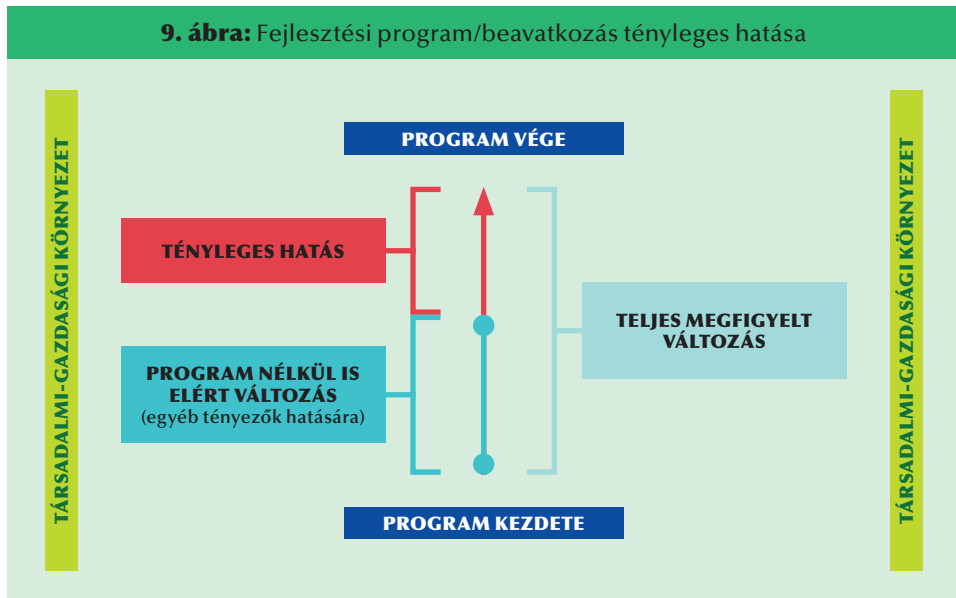 9. ábra: Fejlesztési program/beavatkozás tényleges hatása
TÁRSADALMI-GAZDASÁGI KÖRNYEZET
PROGRAM VÉGE
TÉNYLEGES HATÁS
PROGRAM NÉLKÜL IS
ELÉRT VÁLTOZÁS
(egyéb tényezők hatására)
TELJES MEGFIGYELT
VÁLTOZÁS
PROGRAM KEZDETE
TÁRSADALMI-GAZDASÁGI KÖRNYEZET